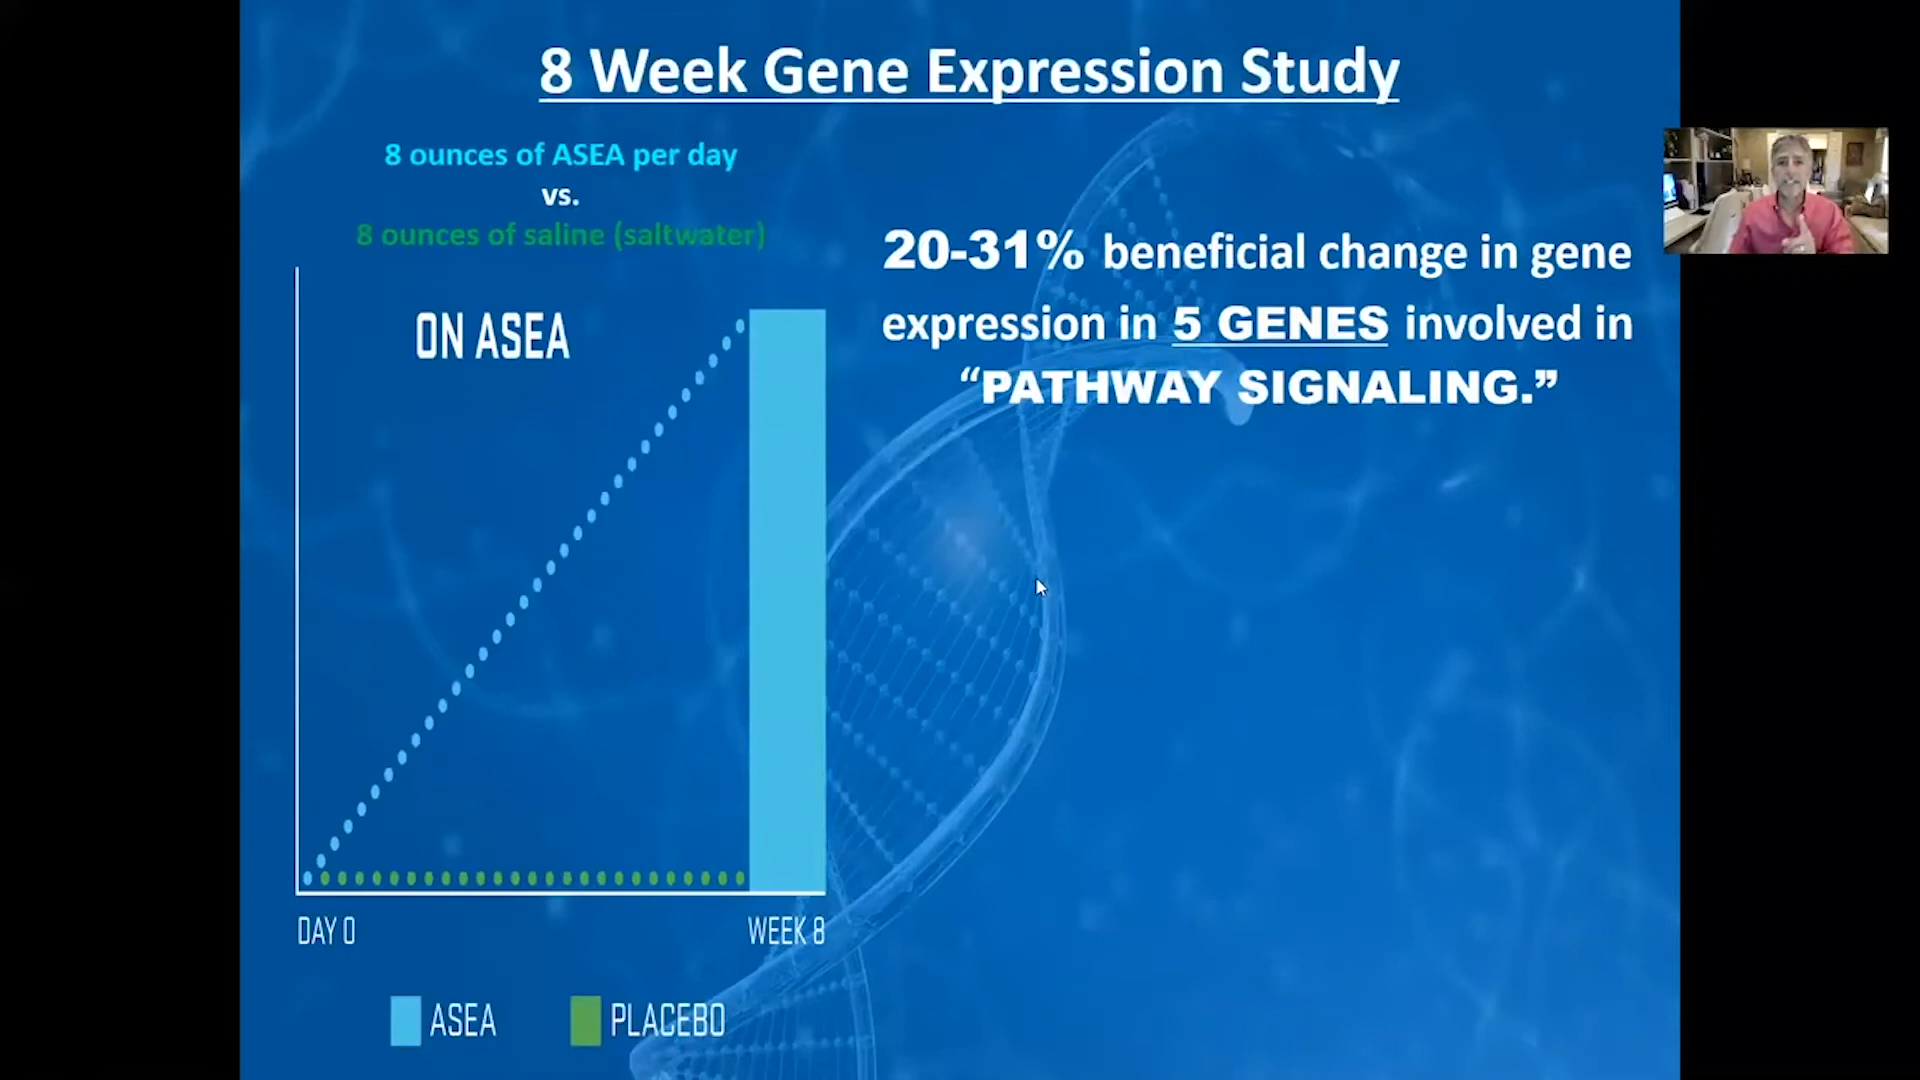 8 Week Gene Expression Study
8 ounces of ASEA per day
vs.
8 ounces of saline (saltwater)
ON ASEA
20-31% beneficial change in gene
expression in 5 GENES involved in
“PATHWAY SIGNALING.”
DAY 0
WEEK 8
ASEA
PLACEBO